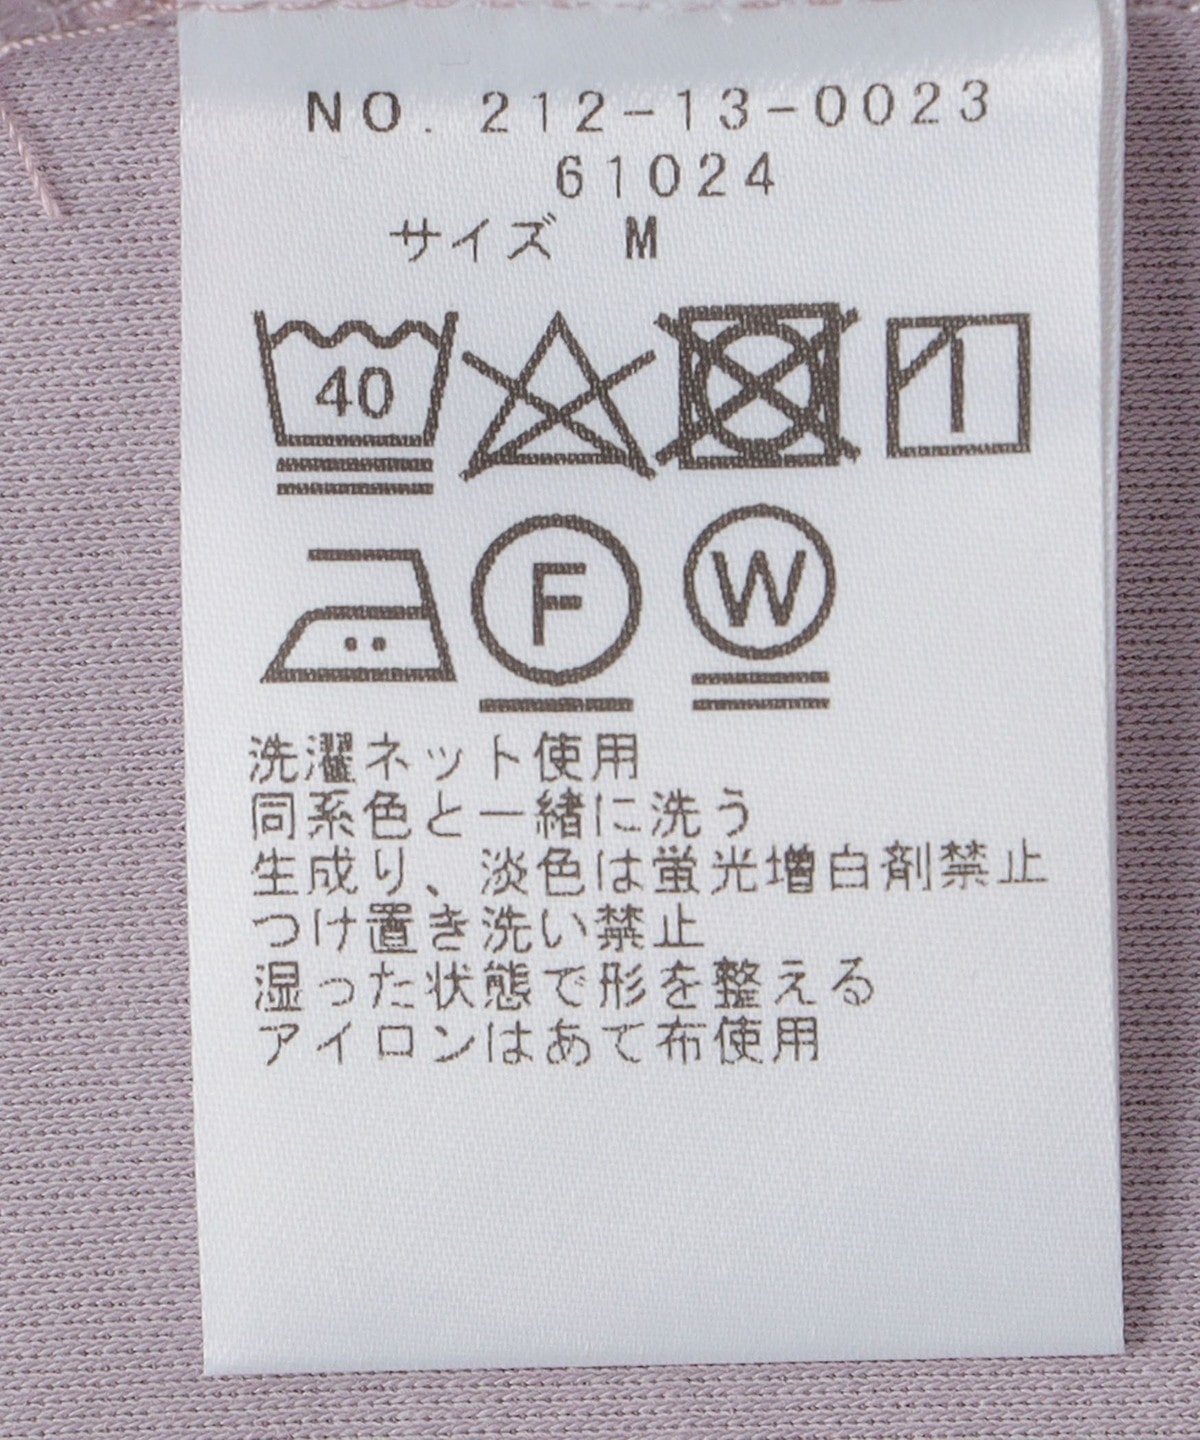 NO. 212-13-0023
61024
サイズ M
40
F W
洗濯ネット使用
同系色と一緒に洗う
生成り、淡色は蛍光増白剤禁止
つけ置き洗い禁止
湿った状態で形を整える
アイロンはあて布使用